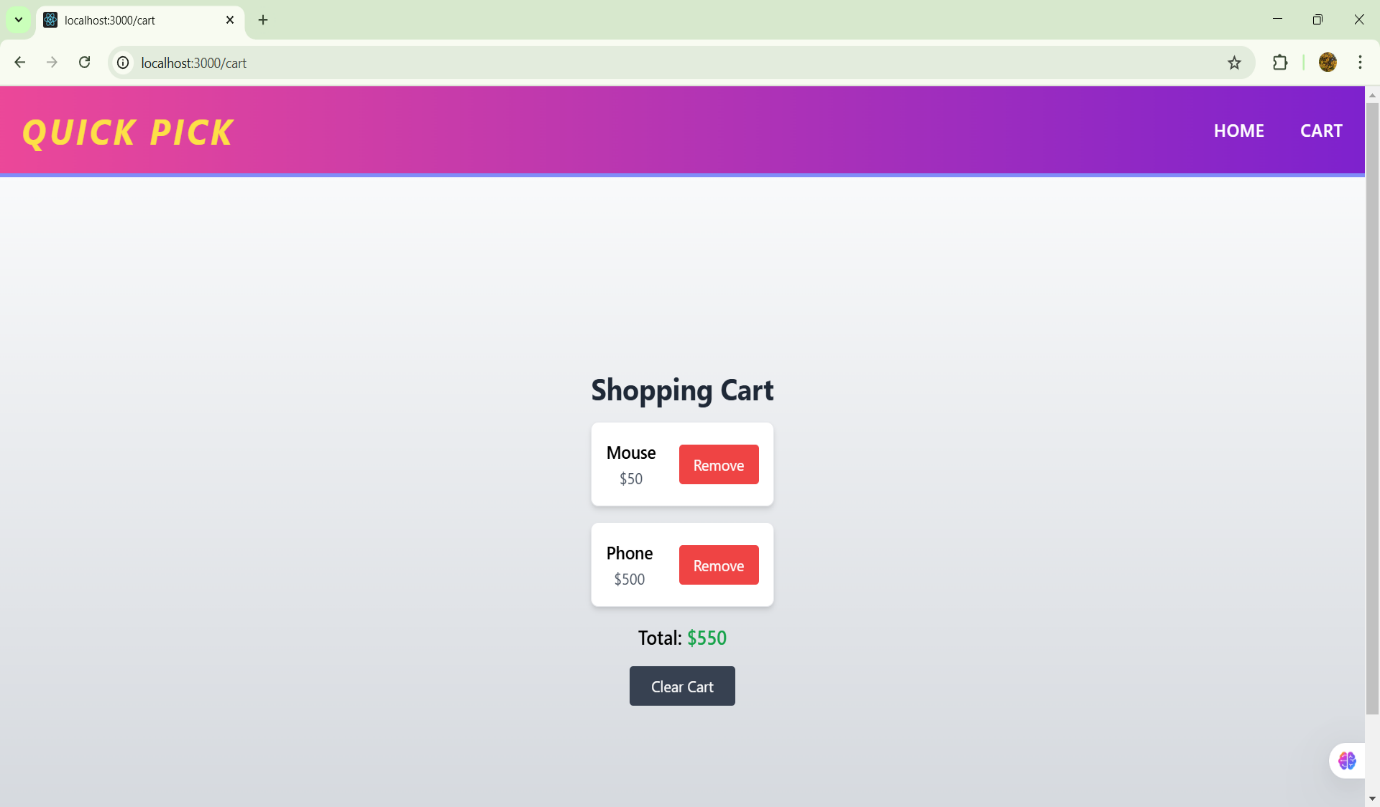 localhost:3000/cart
localhost:3000/cart
QUICK PICK
HOME
CART
Shopping Cart
Mouse
$50
Remove
Phone
$500
Remove
Total: $550
Clear Cart